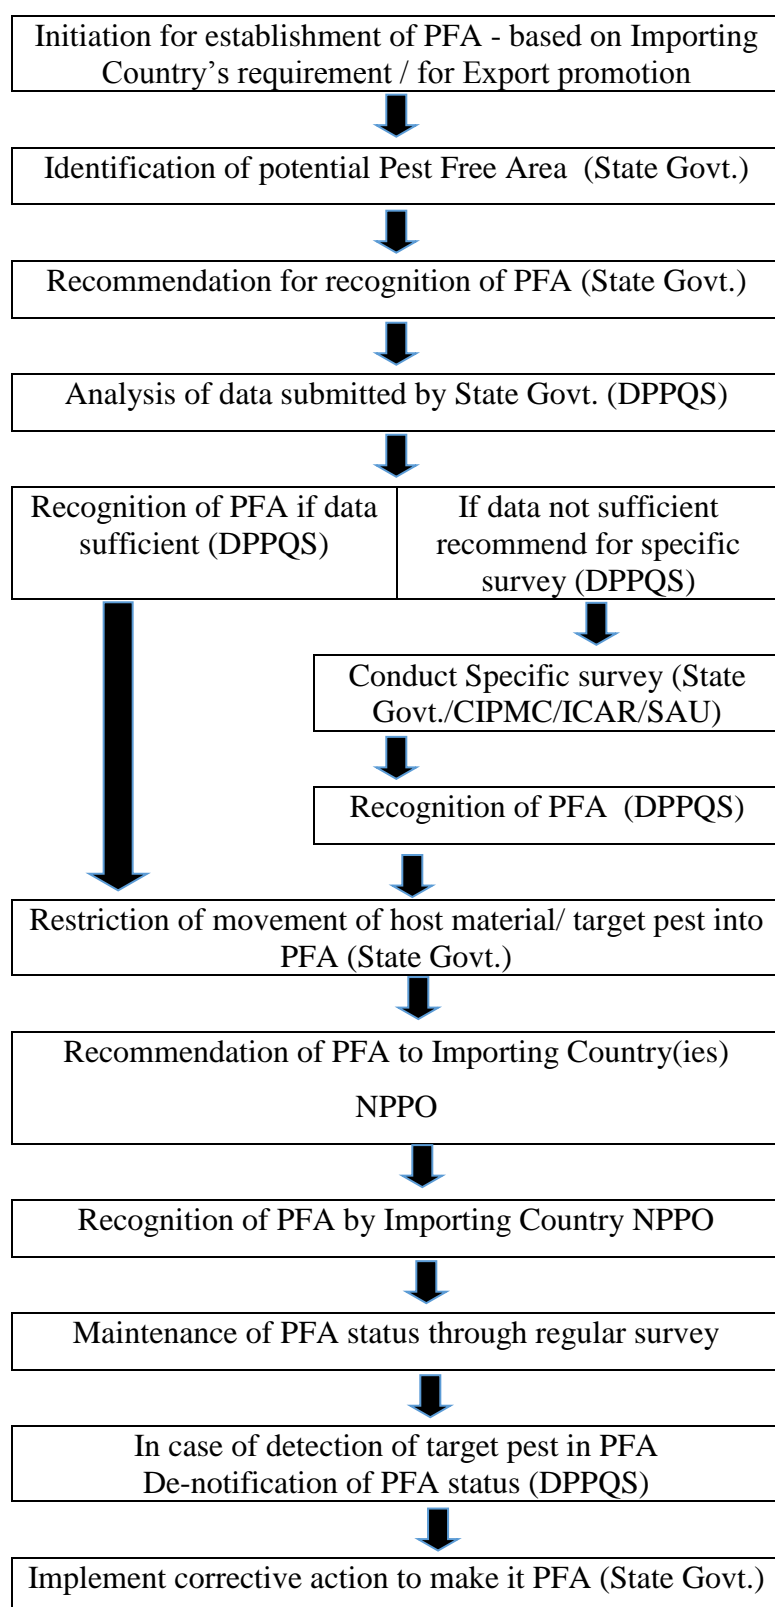 Initiation for establishment of PFA - based on Importing
Country’s requirement / for Export promotion
Identification of potential Pest Free Area (State Govt.)
Recommendation for recognition of PFA (State Govt.)
Analysis of data submitted by State Govt. (DPPQS)
Recognition of PFA if data
sufficient (DPPQS)
If data not sufficient
recommend for specific
survey (DPPQS)
Conduct Specific survey (State
Govt./CIPMC/ICAR/SAU)
Recognition of PFA (DPPQS)
Restriction of movement of host material/ target pest into
PFA (State Govt.)
Recommendation of PFA to Importing Country(ies)
NPPO
Recognition of PFA by Importing Country NPPO
Maintenance of PFA status through regular survey
In case of detection of target pest in PFA
De-notification of PFA status (DPPQS)
Implement corrective action to make it PFA (State Govt.)